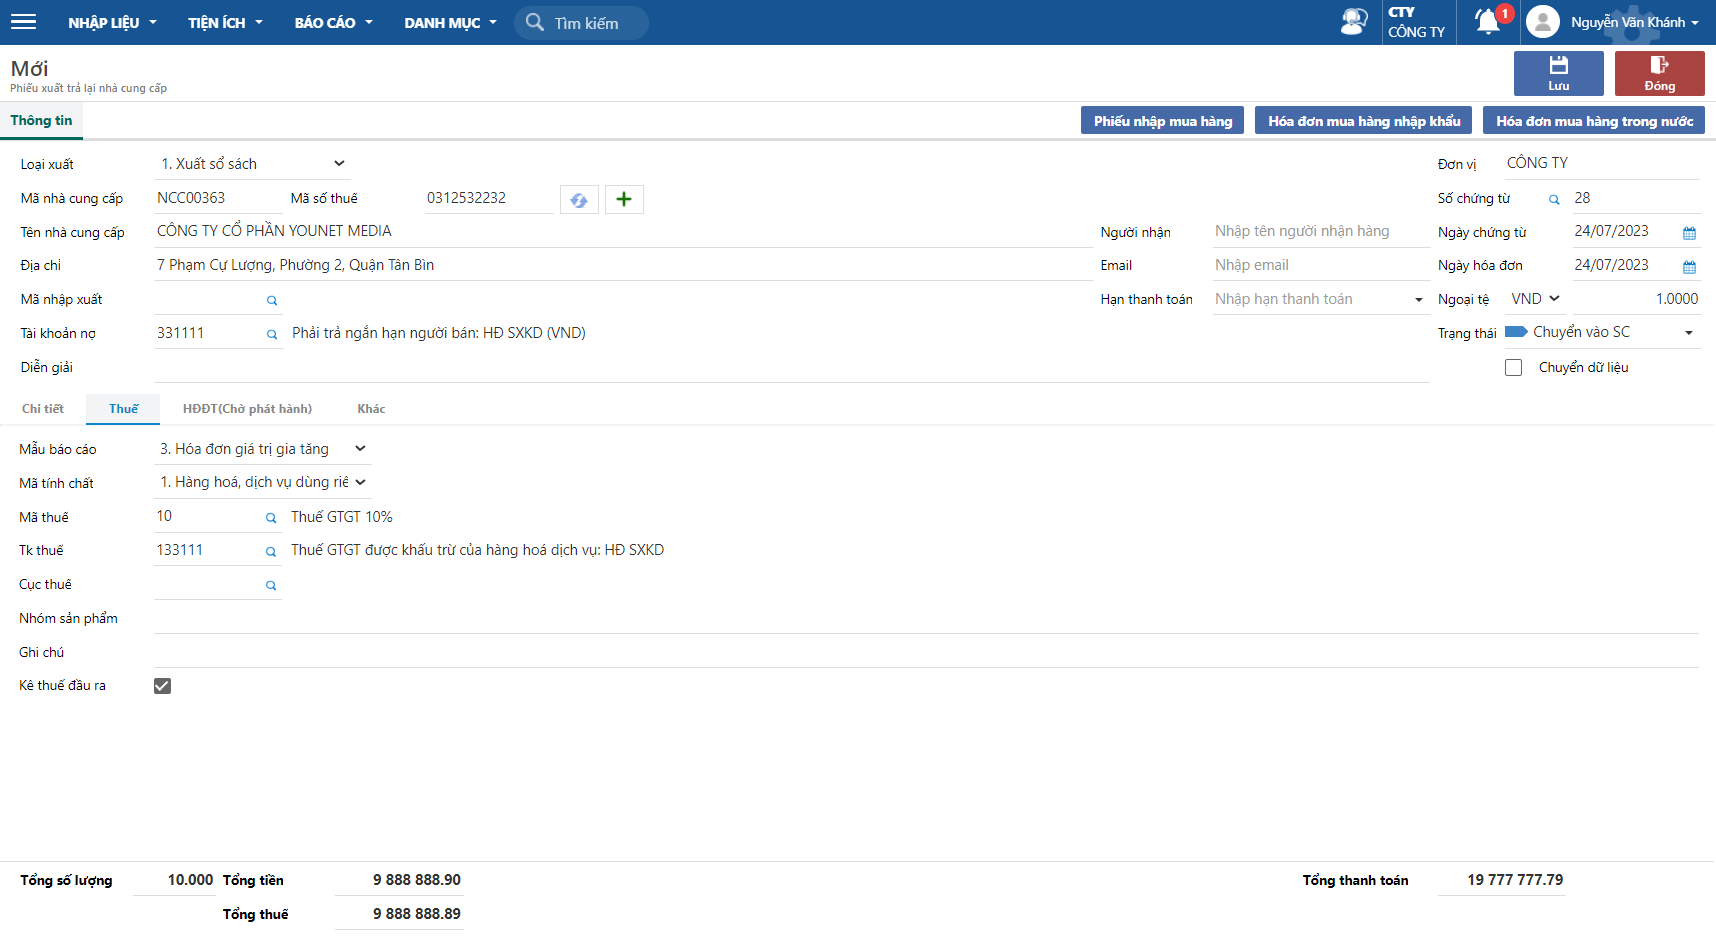 NHẬP LIỆU TIỆN ÍCH BÁO CÁO DANH MỤC Tìm kiếm CTY CÔNG TY 1 Nguyễn Văn Khánh
Mới
Phiếu xuất trả lại nhà cung cấp
Lưu Đóng
Thông tin Phiếu nhập mua hàng Hóa đơn mua hàng nhập khẩu Hóa đơn mua hàng trong nước
Loại xuất 1. Xuất sổ sách Đơn vị CÔNG TY
Mã nhà cung cấp NCC00363 Mã số thuế 0312532232 Số chứng từ 28
Tên nhà cung cấp CÔNG TY CỔ PHẦN YOUNET MEDIA Người nhận Nhập tên người nhận hàng Ngày chứng từ 24/07/2023
Địa chỉ 7 Phạm Cự Lượng, Phường 2, Quận Tân Bìn Email Nhập email Ngày hóa đơn 24/07/2023
Mã nhập xuất Hạn thanh toán Nhập hạn thanh toán Ngoại tệ VND 1.0000
Tài khoản nợ 331111 Phải trả ngắn hạn người bán: HĐ SXKD (VND) Trạng thái Chuyển vào SC
Diễn giải Chuyển dữ liệu
Chi tiết Thuế HĐĐT(Chờ phát hành) Khác
Mẫu báo cáo 3. Hóa đơn giá trị gia tăng
Mã tính chất 1. Hàng hoá, dịch vụ dùng riê
Mã thuế 10 Thuế GTGT 10%
Tk thuế 133111 Thuế GTGT được khấu trừ của hàng hoá dịch vụ: HĐ SXKD
Cục thuế
Nhóm sản phẩm
Ghi chú
Kê thuế đầu ra
Tổng số lượng 10.000 Tổng tiền 9 888 888.90 Tổng thanh toán 19 777 777.79
Tổng thuế 9 888 888.89